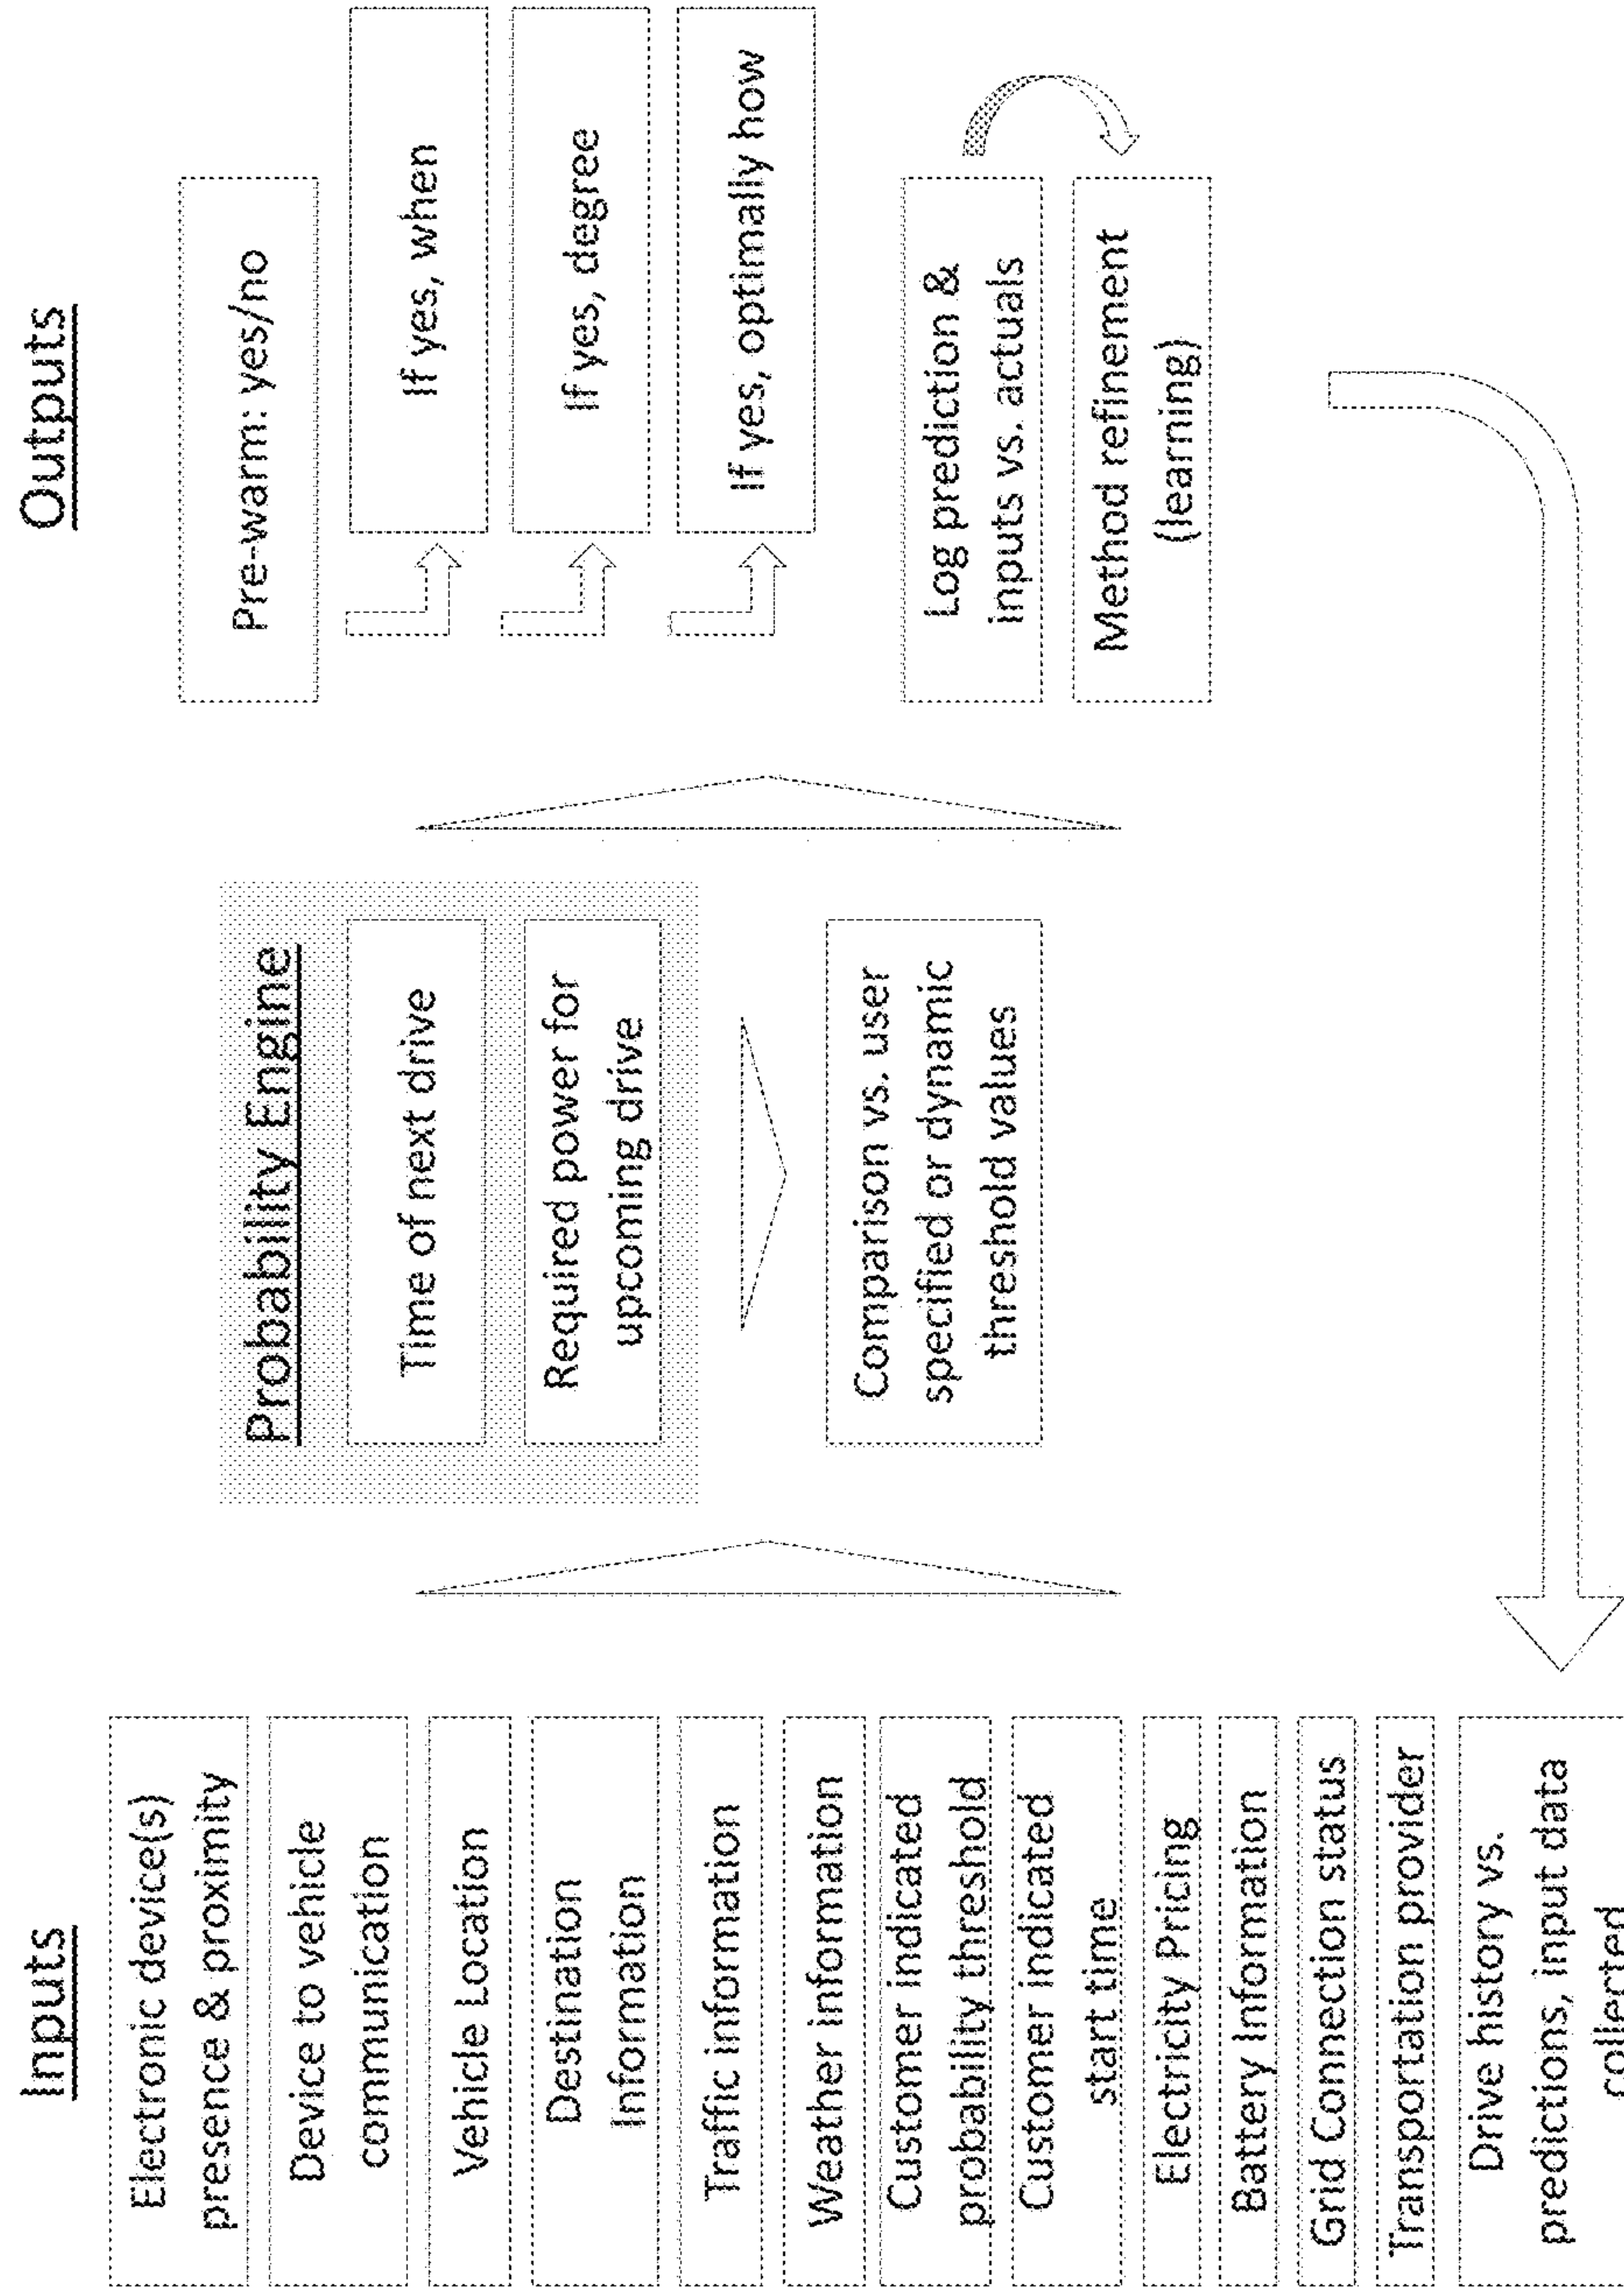 Inputs
Electronic device(s)
presence & proximity
Device to vehicle
communication
Vehicle Location
Destination
Information
Traffic information
Weather information
Customer indicated
probability threshold
Customer indicated
start time
Electricity Pricing
Battery Information
Grid Connection status
Transportation provider
Drive history vs.
predictions, input data
collected
Probability Engine
Time of next drive
Required power for
upcoming drive
Comparison vs. user
specified or dynamic
threshold values
Outputs
Pre-warm: yes/no
If yes, when
If yes, degree
If yes, optimally how
Log prediction &
inputs vs. actuals
Method refinement
(learning)